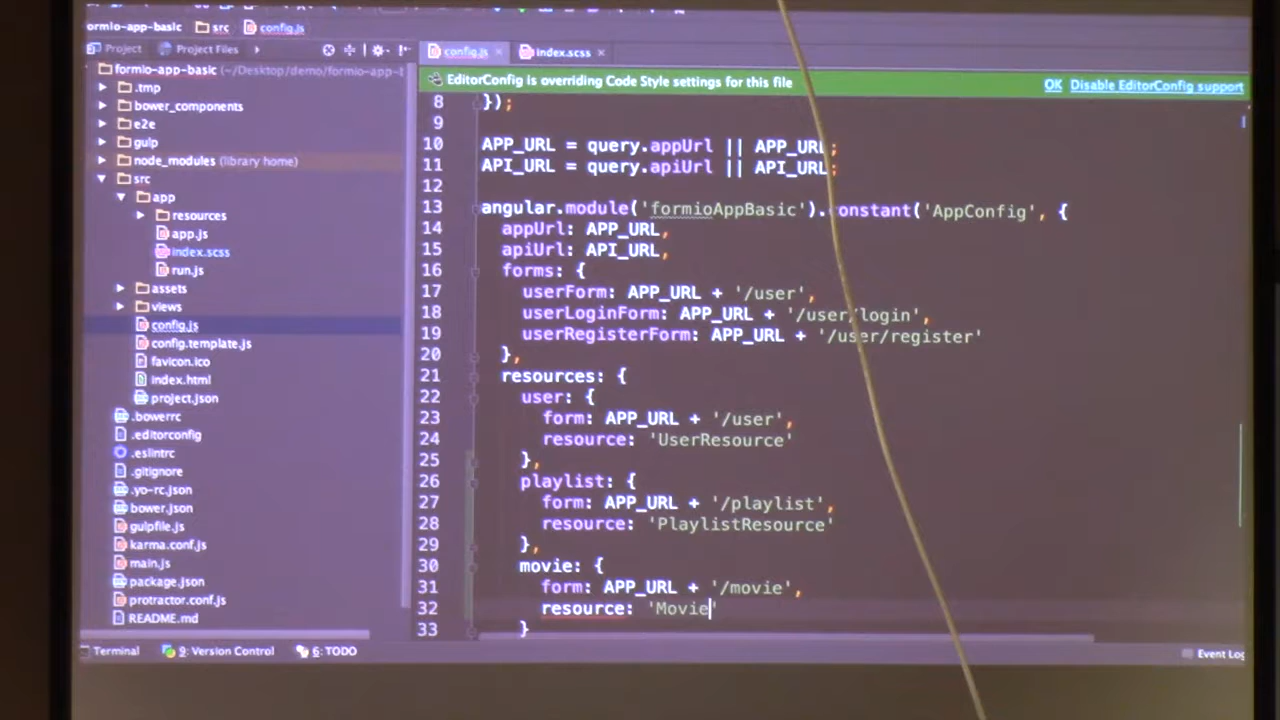 formio-app-basic src config.js
Project Project Files
config.js index.scss
EditorConfig is overriding Code Style settings for this file OK Disable EditorConfig support
formio-app-basic (~/Desktop/demo/formio-app-t
.tmp
bower_components
e2e
gulp
node_modules (library home)
src
app
resources
app.js
index.scss
run.js
assets
views
config.js
config.template.js
favicon.ico
index.html
project.json
.bowerrc
.editorconfig
.eslintrc
.gitignore
.yo-rc.json
bower.json
gulpfile.js
karma.conf.js
main.js
package.json
protractor.conf.js
README.md
8 });
9
10 APP_URL = query.appUrl || APP_URL;
11 API_URL = query.apiUrl || API_URL;
12
13 angular.module('formioAppBasic').constant('AppConfig', {
14 appUrl: APP_URL,
15 apiUrl: API_URL,
16 forms: {
17 userForm: APP_URL + '/user',
18 userLoginForm: APP_URL + '/user/login',
19 userRegisterForm: APP_URL + '/user/register'
20 },
21 resources: {
22 user: {
23 form: APP_URL + '/user',
24 resource: 'UserResource'
25 },
26 playlist: {
27 form: APP_URL + '/playlist',
28 resource: 'PlaylistResource'
29 },
30 movie: {
31 form: APP_URL + '/movie',
32 resource: 'Movie'
33 }
Terminal 9: Version Control 6: TODO Event Log